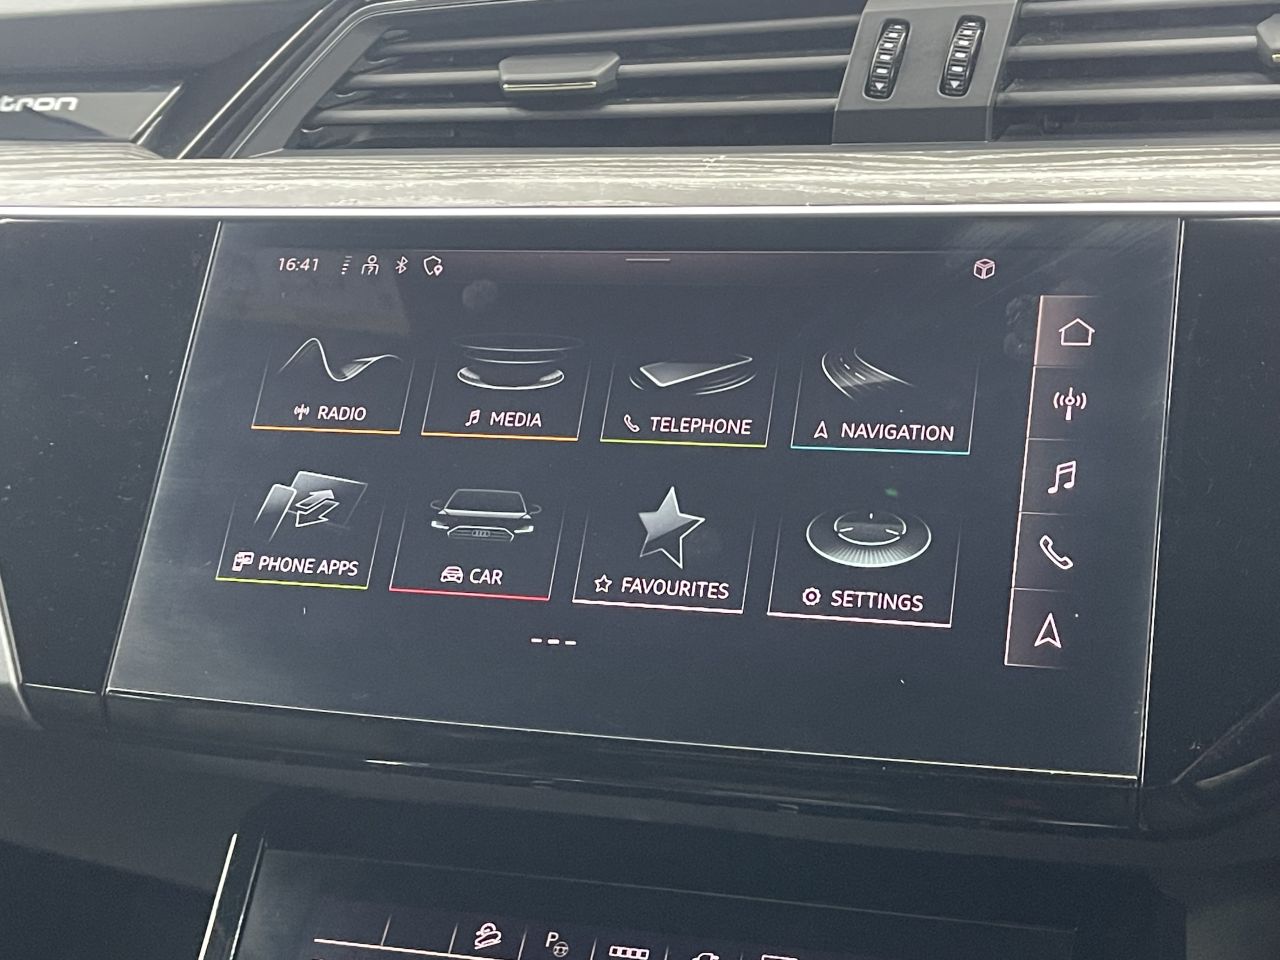 tron
16:41
RADIO
MEDIA
TELEPHONE
NAVIGATION
PHONE APPS
CAR
FAVOURITES
SETTINGS
P